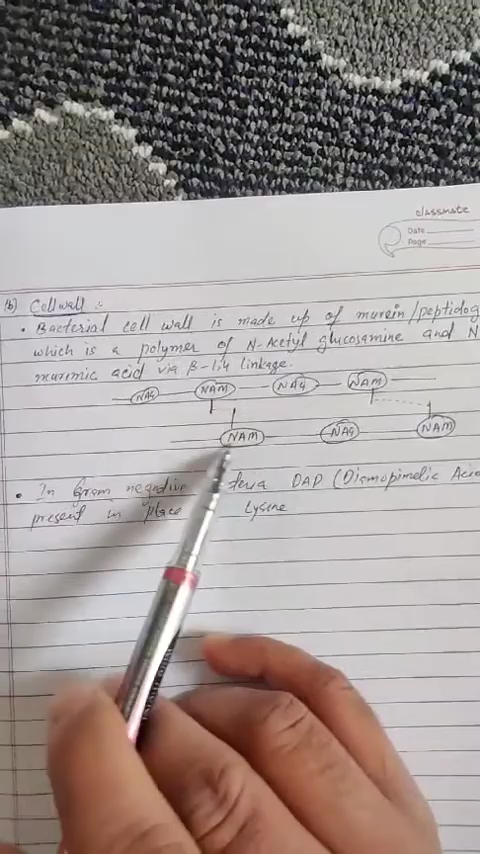 classmate
Date
Page
(b) Cell wall :-
• Bacterial cell wall is made up of murein/peptidog
which is a polymer of N-Acetyl glucosamine and N
muramic acid via β-1,4 linkage.
NAG NAM NAG NAM
NAM NAG NAM
• In Gram negative DAP (Diamopimelic Acid
present in place Lysine